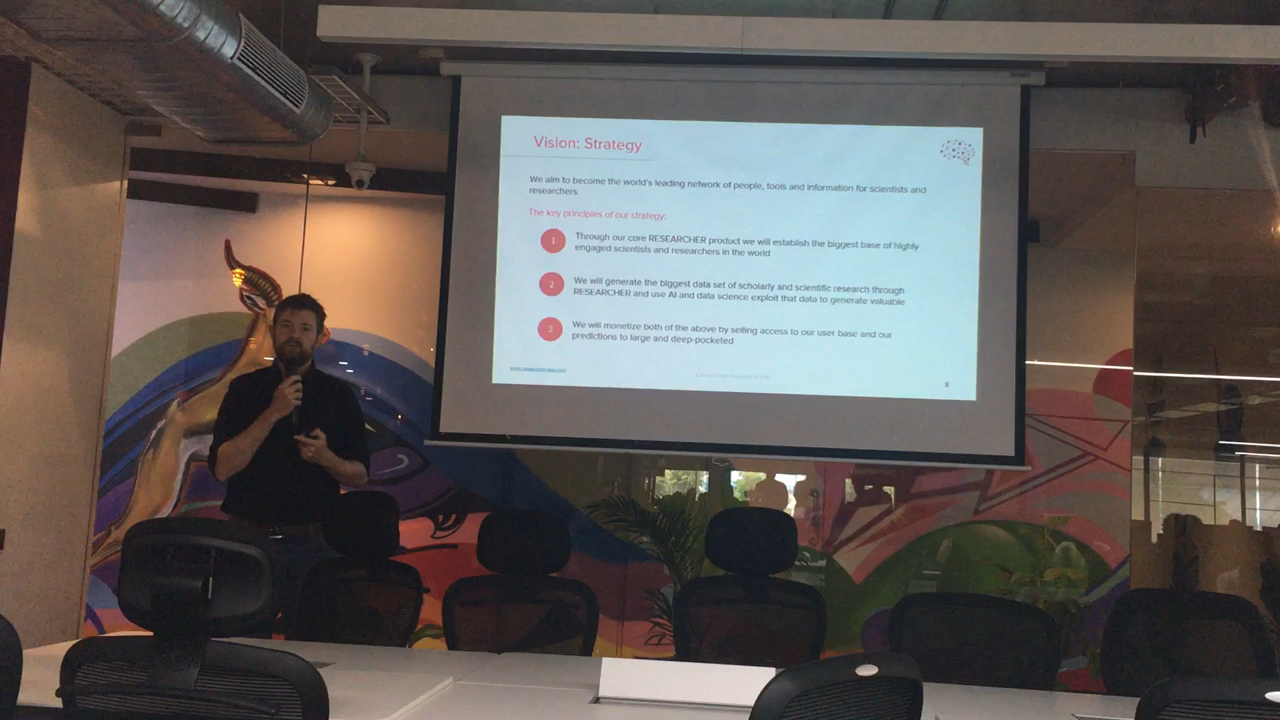 Vision: Strategy
We aim to become the world's leading network of people, tools and information for scientists and
researchers.
The key principles of our strategy:
1
Through our core RESEARCHER product we will establish the biggest base of highly
engaged scientists and researchers in the world
2
We will generate the biggest data set of scholarly and scientific research through
RESEARCHER and use AI and data science exploit that data to generate valuable
3
We will monetize both of the above by selling access to our user base and our
predictions to large and deep-pocketed
www.researcher-app.com
8